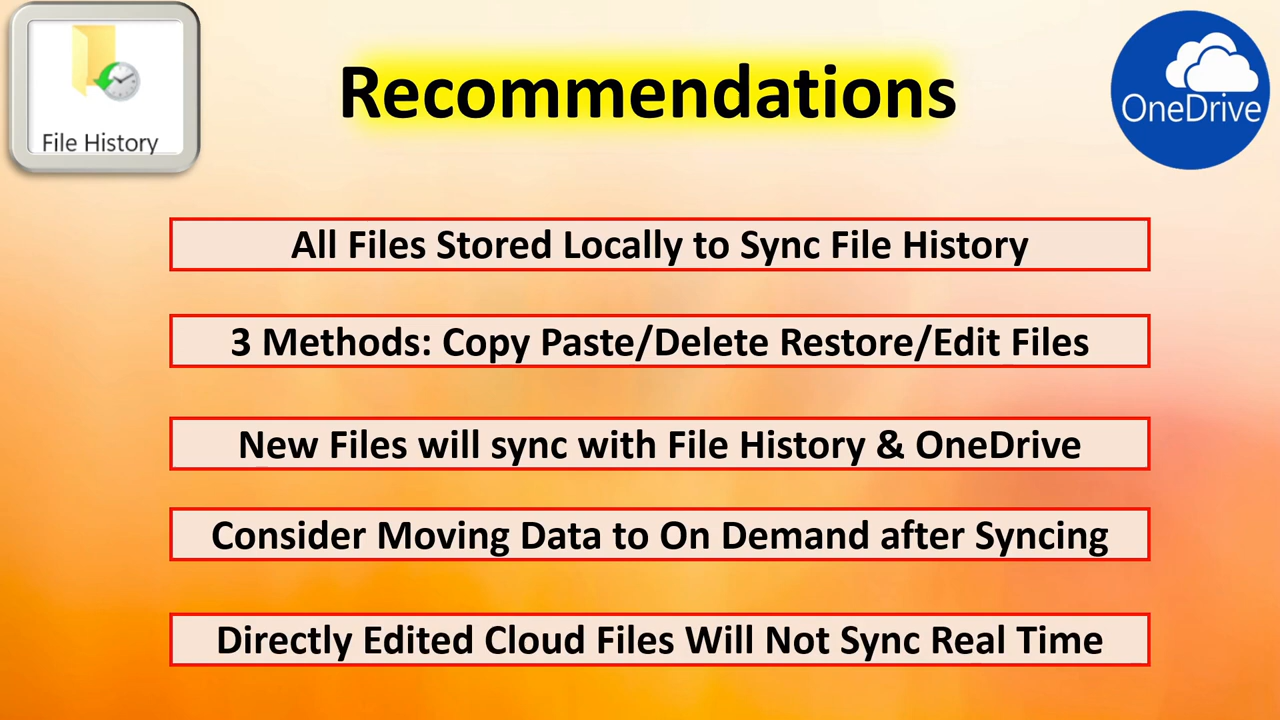 File History
Recommendations
OneDrive
All Files Stored Locally to Sync File History
3 Methods: Copy Paste/Delete Restore/Edit Files
New Files will sync with File History & OneDrive
Consider Moving Data to On Demand after Syncing
Directly Edited Cloud Files Will Not Sync Real Time